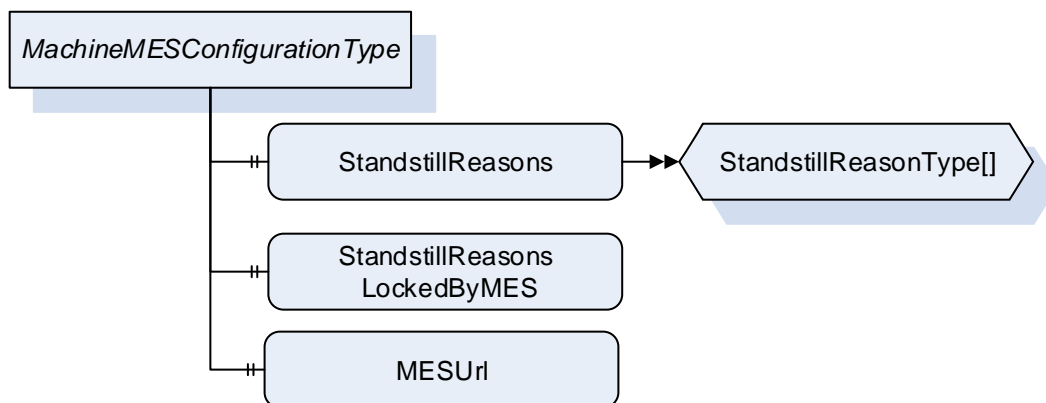 MachineMESConfigurationType
StandstillReasons
StandstillReasonType[]
StandstillReasons
LockedByMES
MESUrl